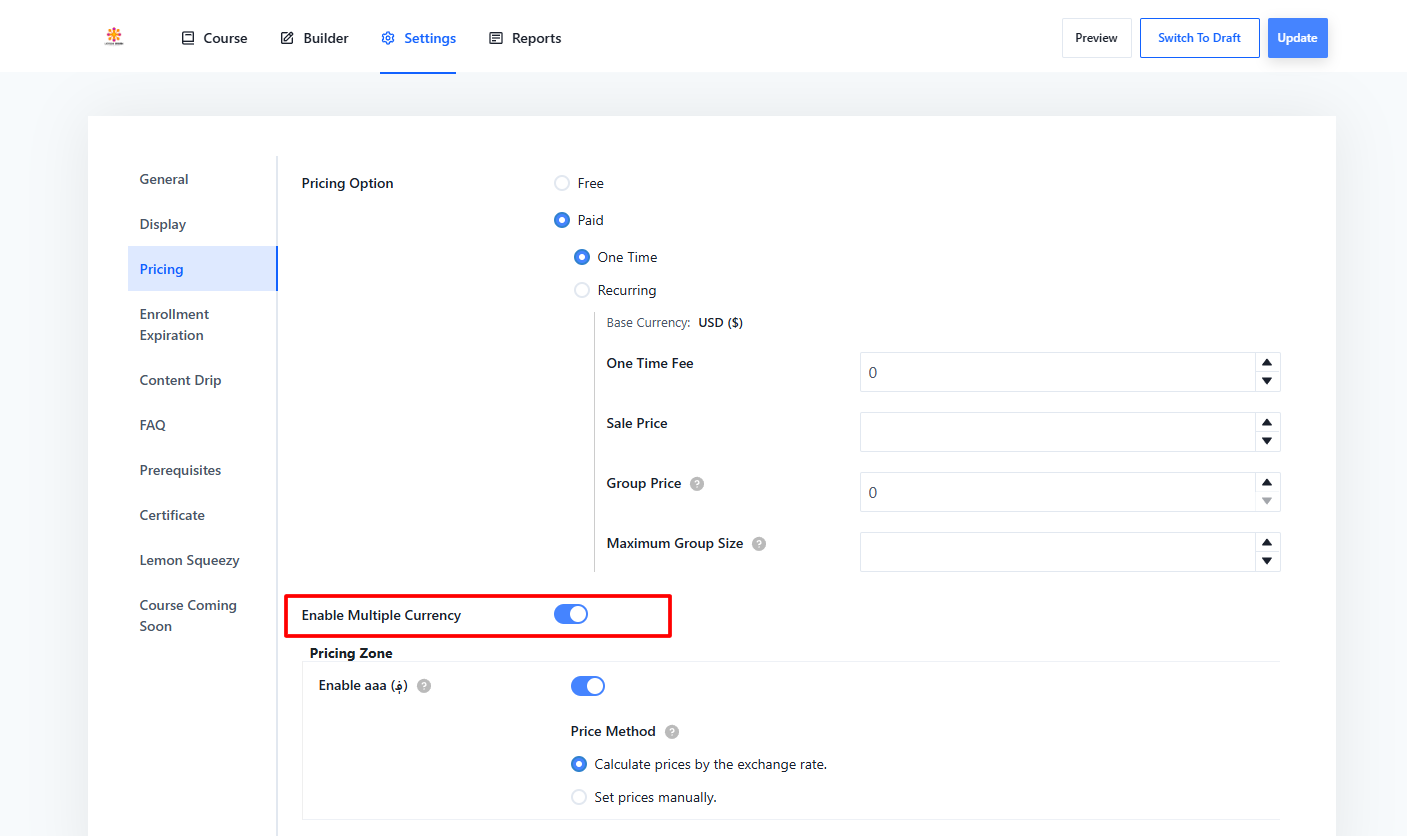 Course
Builder
Settings
Reports
Preview
Switch To Draft
Update
General
Display
Pricing
Enrollment
Expiration
Content Drip
FAQ
Prerequisites
Certificate
Lemon Squeezy
Course Coming
Soon
Pricing Option
Free
Paid
One Time
Recurring
Base Currency: USD ($)
One Time Fee
0
Sale Price
Group Price ?
0
Maximum Group Size ?
Enable Multiple Currency
Pricing Zone
Enable aaa (؋) ?
Price Method ?
Calculate prices by the exchange rate.
Set prices manually.